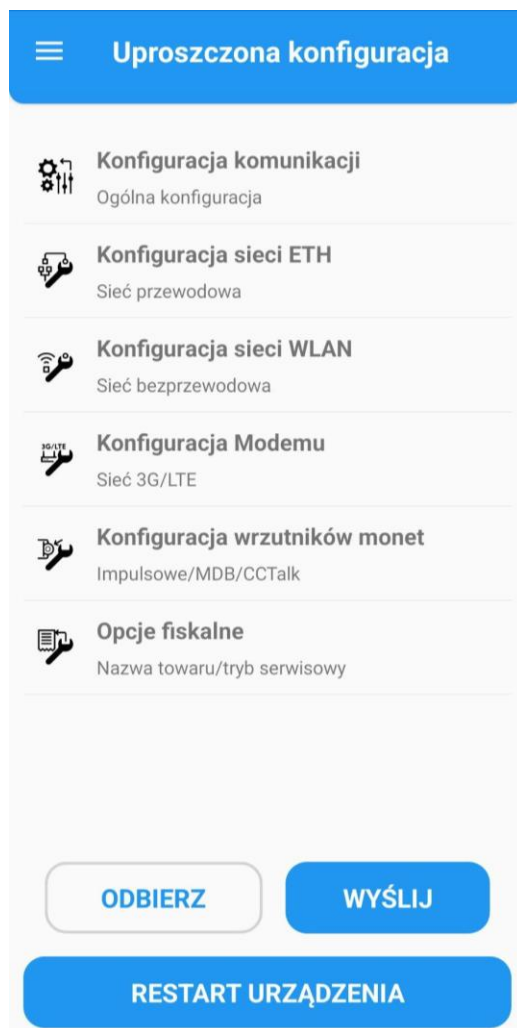 Uproszczona konfiguracja
Konfiguracja komunikacji
Ogólna konfiguracja
Konfiguracja sieci ETH
Sieć przewodowa
Konfiguracja sieci WLAN
Sieć bezprzewodowa
3G/LTE
Konfiguracja Modemu
Sieć 3G/LTE
Konfiguracja wrzutników monet
Impulsowe/MDB/CCTalk
Opcje fiskalne
Nazwa towaru/tryb serwisowy
ODBIERZ
WYŚLIJ
RESTART URZĄDZENIA